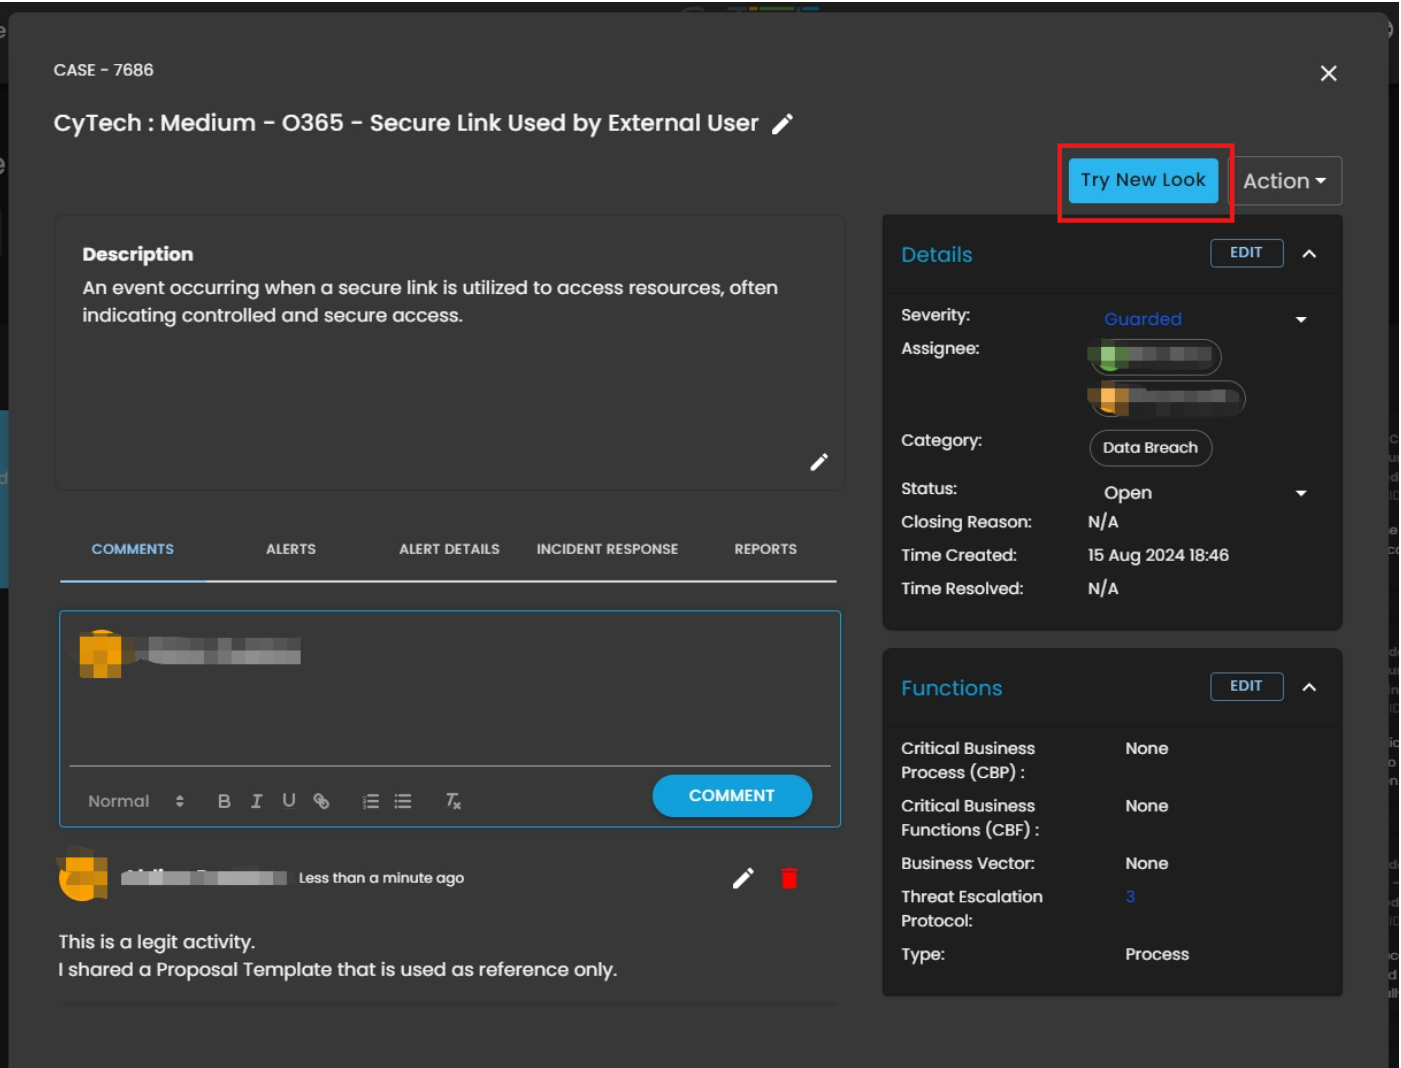 CASE - 7686
CyTech : Medium - O365 - Secure Link Used by External User
Try New Look
Action
Description
An event occurring when a secure link is utilized to access resources, often
indicating controlled and secure access.
Details
EDIT
Severity:
Guarded
Assignee:
Category:
Data Breach
Status:
Open
Closing Reason:
N/A
Time Created:
15 Aug 2024 18:46
Time Resolved:
N/A
COMMENTS
ALERTS
ALERT DETAILS
INCIDENT RESPONSE
REPORTS
Normal
B I U
COMMENT
Less than a minute ago
This is a legit activity.
I shared a Proposal Template that is used as reference only.
Functions
EDIT
Critical Business
Process (CBP) :
None
Critical Business
Functions (CBF) :
None
Business Vector:
None
Threat Escalation
Protocol:
3
Type:
Process